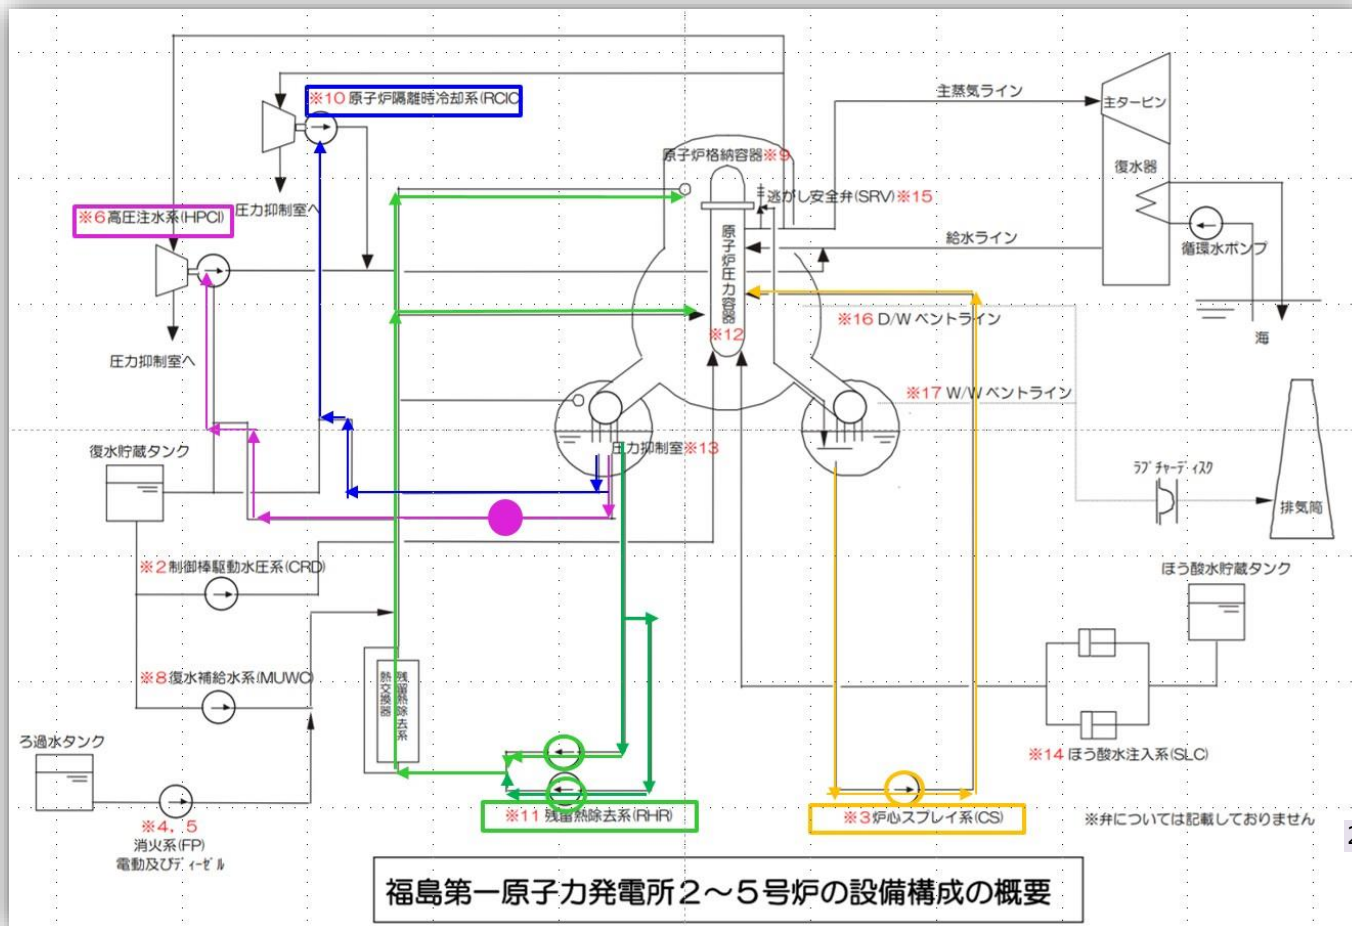 ※10 原子炉隔離時冷却系(RCIC
主蒸気ライン
主タービン
原子炉格納容器※9
復水器
逃がし安全弁(SRV)※15
※6高圧注水系(HPCI)
圧力抑制室へ
給水ライン
循環水ポンプ
原子炉圧力容器
※12
※16 D/W ベントライン
海
圧力抑制室へ
※17 W/W ベントライン
圧力抑制室※13
復水貯蔵タンク
ラプチャーディスク
排気筒
※2 制御棒駆動水圧系(CRD)
ほう酸水貯蔵タンク
※8 復水補給水系(MUWC)
残留熱除去系
熱交換器
ろ過水タンク
※14 ほう酸水注入系(SLC)
※11 残留熱除去系(RHR)
※3炉心スプレイ系(CS)
※弁については記載しておりません
※4，5
消火系(FP)
電動及びディーゼル
福島第一原子力発電所２～５号炉の設備構成の概要